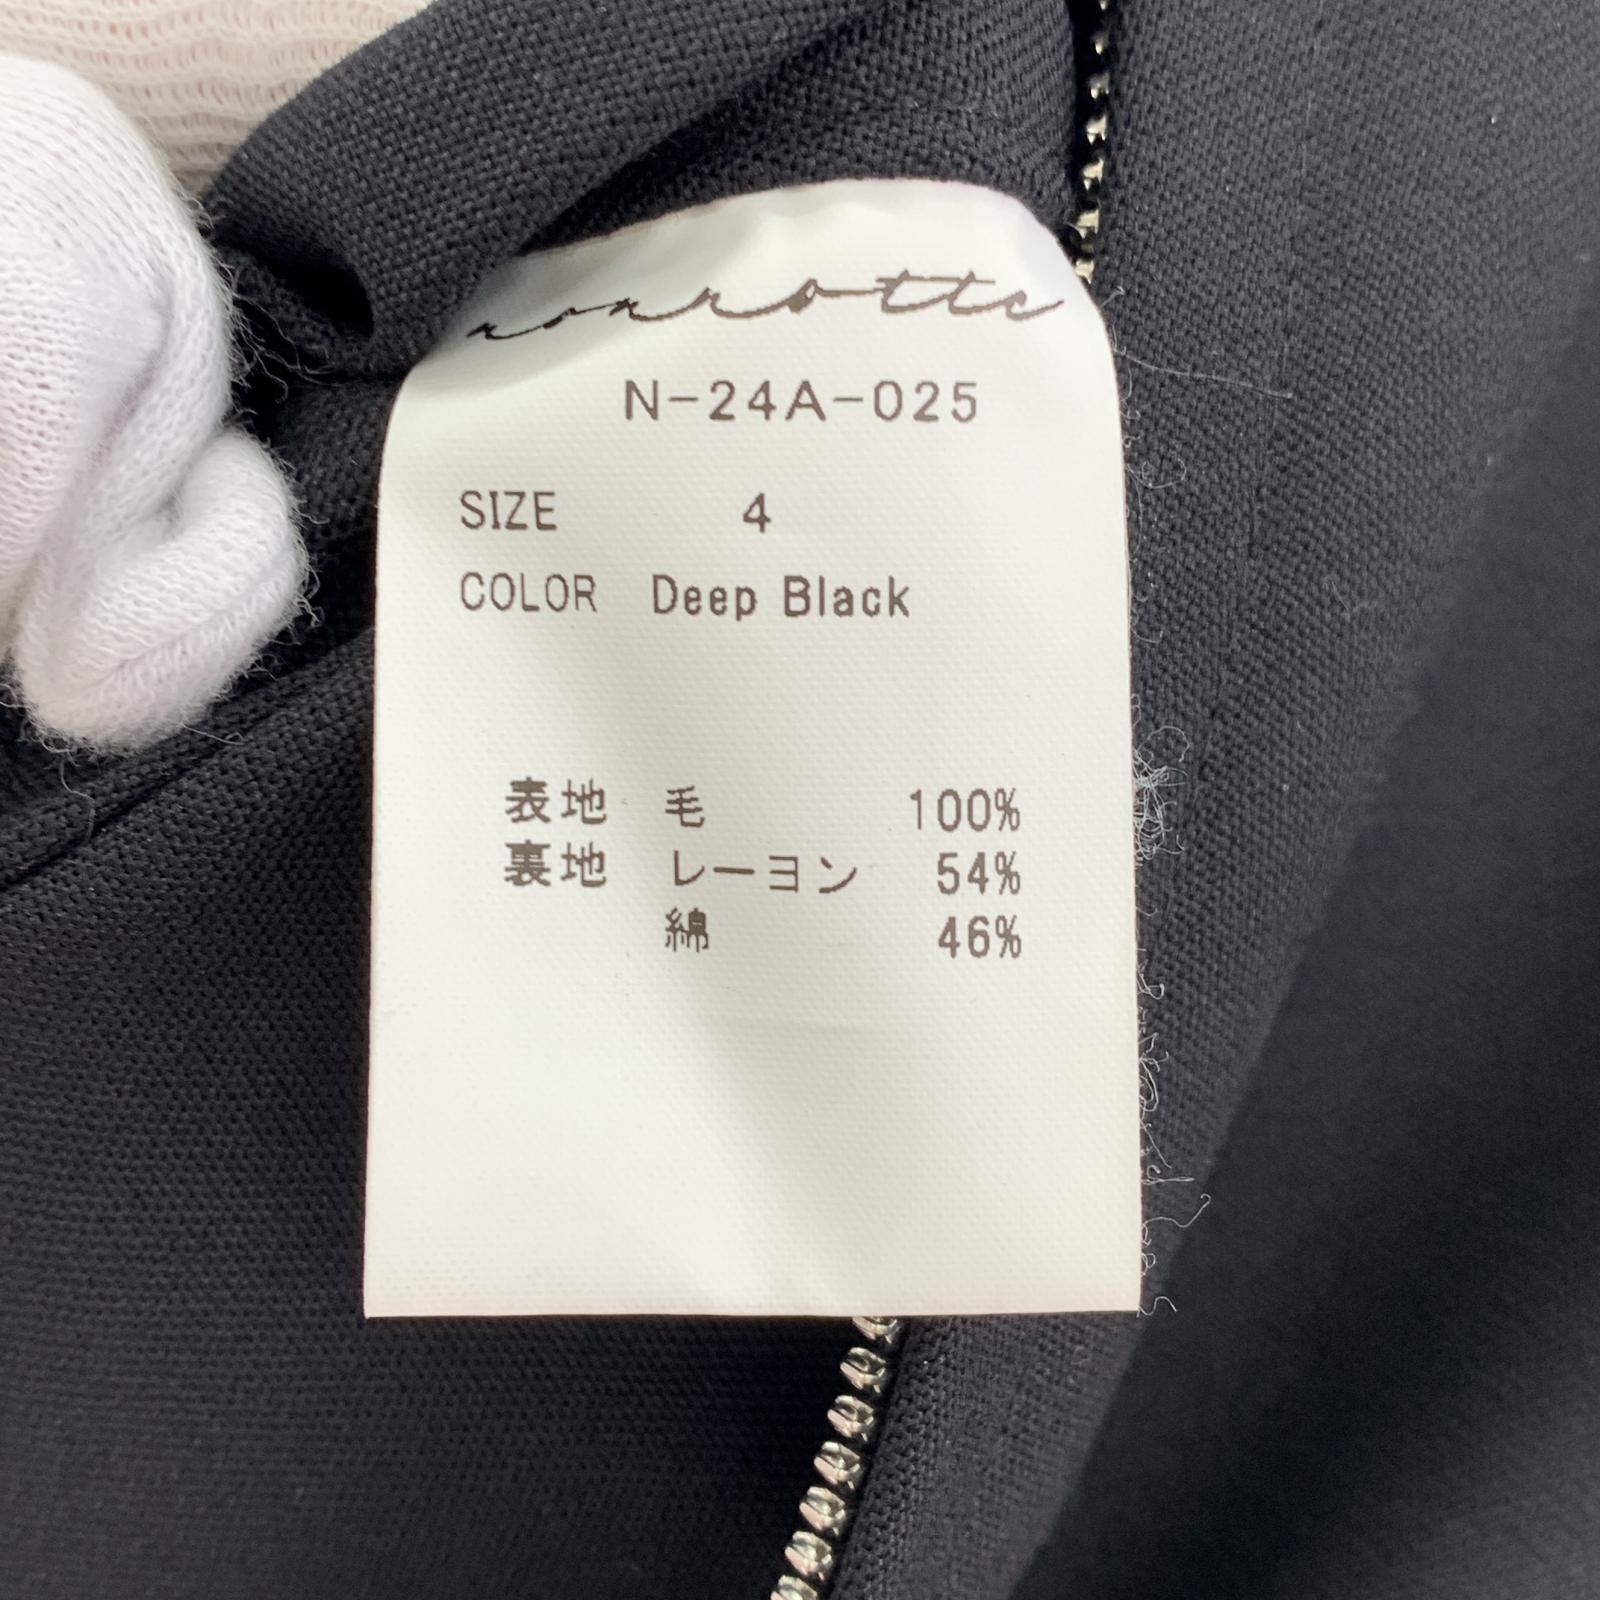 nonnotte
N-24A-025
SIZE 4
COLOR Deep Black
表地 毛 100%
裏地 レーヨン 54%
綿 46%